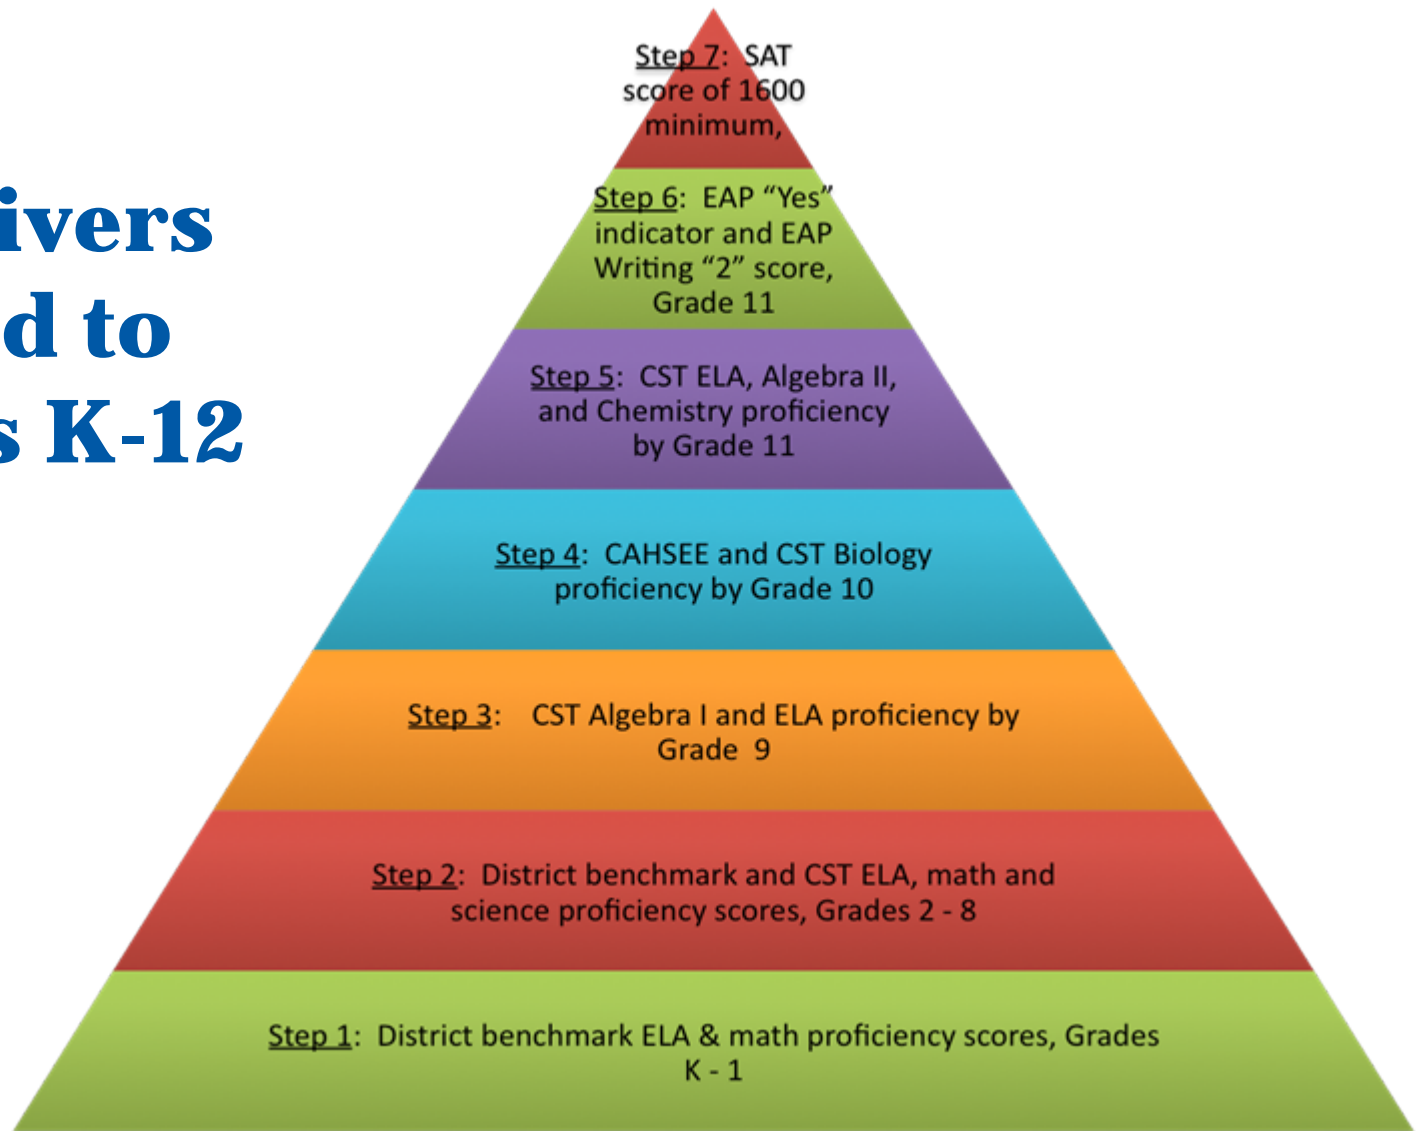 Step 7:  SAT
score of 1600
minimum,
ivers
d to
s K-12
Step 6:  EAP “Yes”
indicator and EAP
Writing “2” score,
Grade 11
Step 5:  CST ELA, Algebra II,
and Chemistry proficiency
by Grade 11
Step 4:  CAHSEE and CST Biology
proficiency by Grade 10
Step 3:    CST Algebra I and ELA proficiency by
Grade  9
Step 2:  District benchmark and CST ELA, math and
science proficiency scores, Grades 2 - 8
Step 1:  District benchmark ELA & math proficiency scores, Grades
K - 1